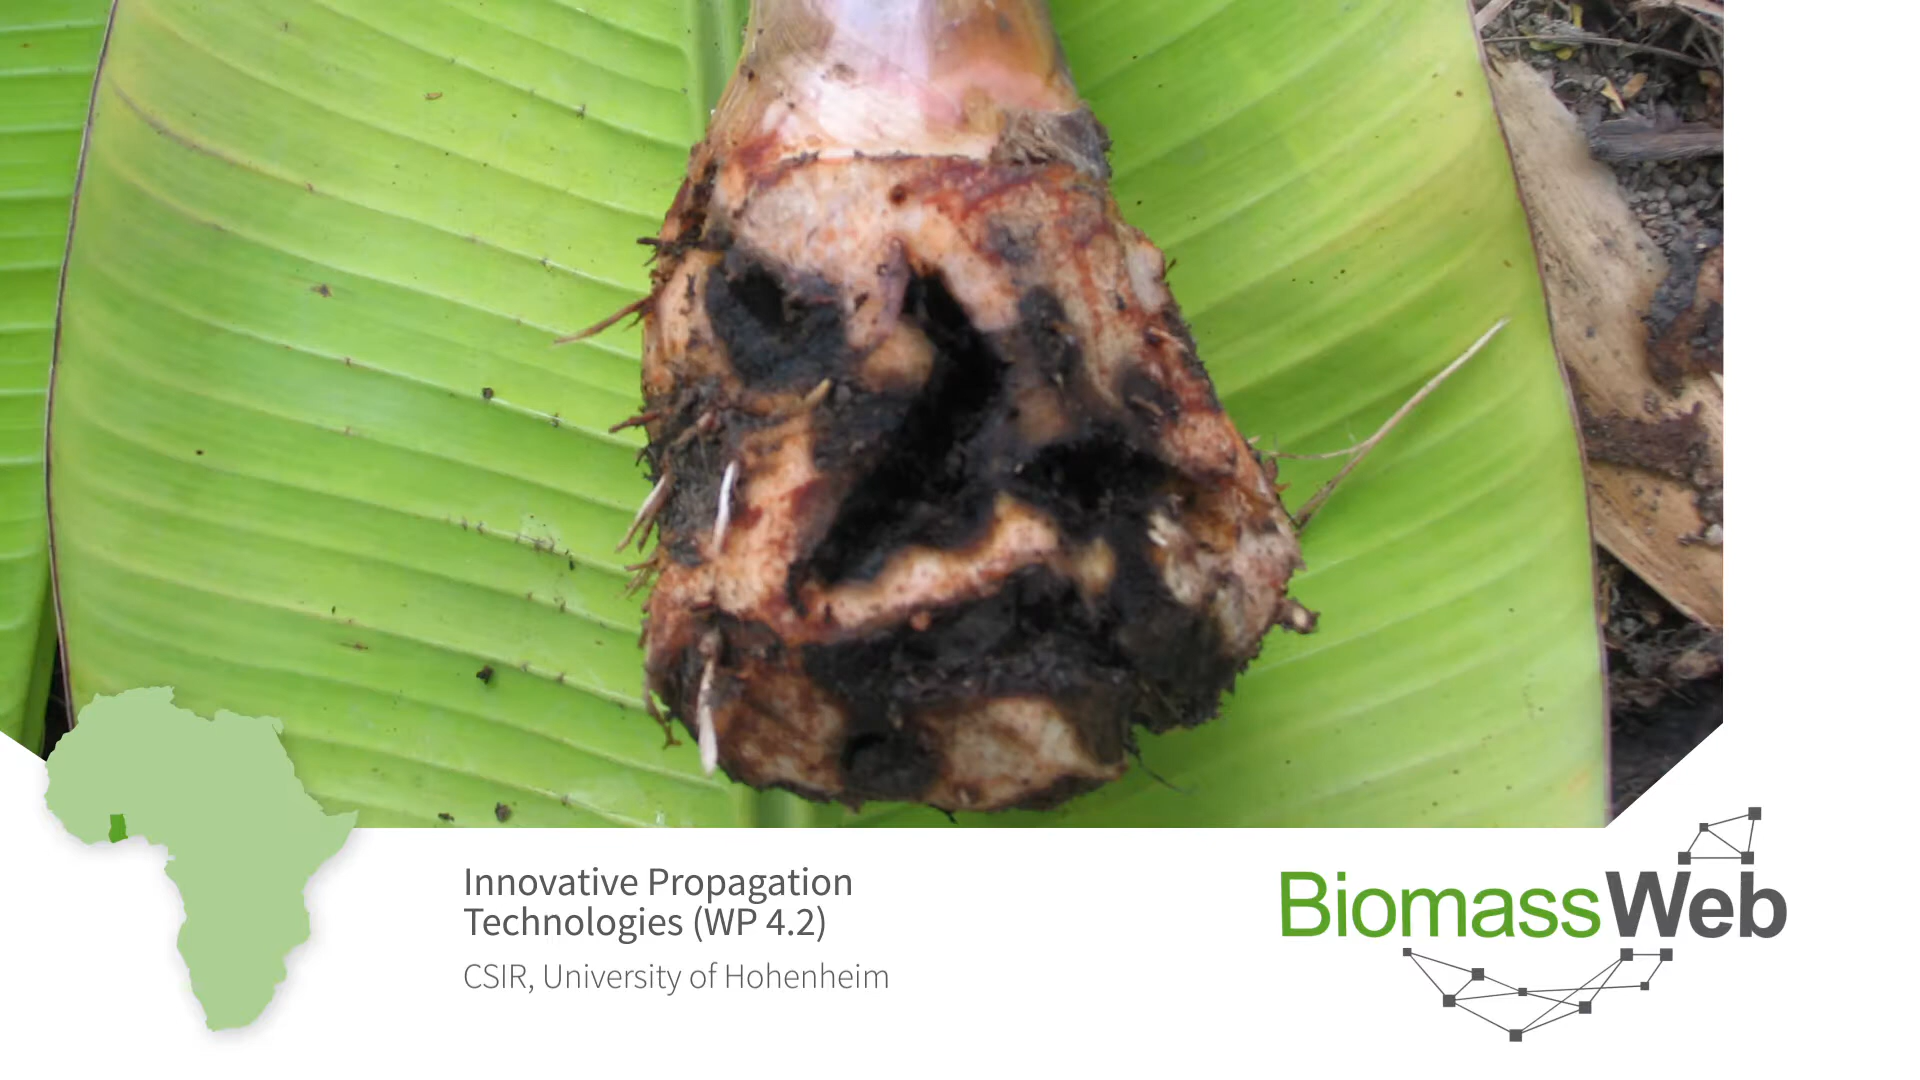 Innovative Propagation
Technologies (WP 4.2)
CSIR, University of Hohenheim
BiomassWeb